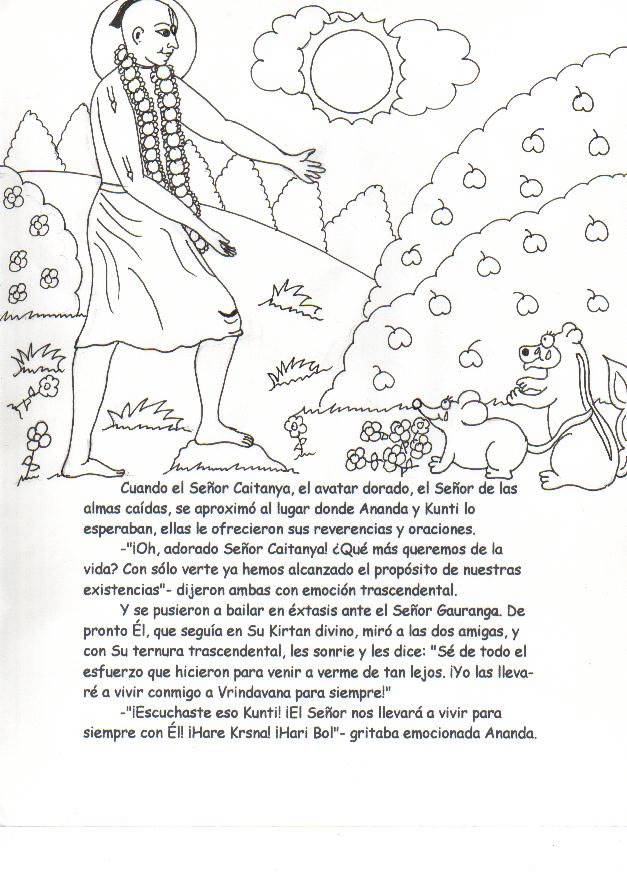 Cuando el Señor Caitanya, el avatar dorado, el Señor de las
almas caídas, se aproximó al lugar donde Ananda y Kunti lo
esperaban, ellas le ofrecieron sus reverencias y oraciones.
-"¡Oh, adorado Señor Caitanya! ¿Qué más queremos de la
vida? Con sólo verte ya hemos alcanzado el propósito de nuestras
existencias"- dijeron ambas con emoción trascendental.
Y se pusieron a bailar en éxtasis ante el Señor Gauranga. De
pronto Él, que seguía en Su Kirtan divino, miró a las dos amigas, y
con Su ternura trascendental, les sonrie y les dice: "Sé de todo el
esfuerzo que hicieron para venir a verme de tan lejos. ¡Yo las lleva-
ré a vivir conmigo a Vrindavana para siempre!"
-"¡Escuchaste eso Kunti! ¡El Señor nos llevará a vivir para
siempre con Él! ¡Hare Krsna! ¡Hari Bol"- gritaba emocionada Ananda.